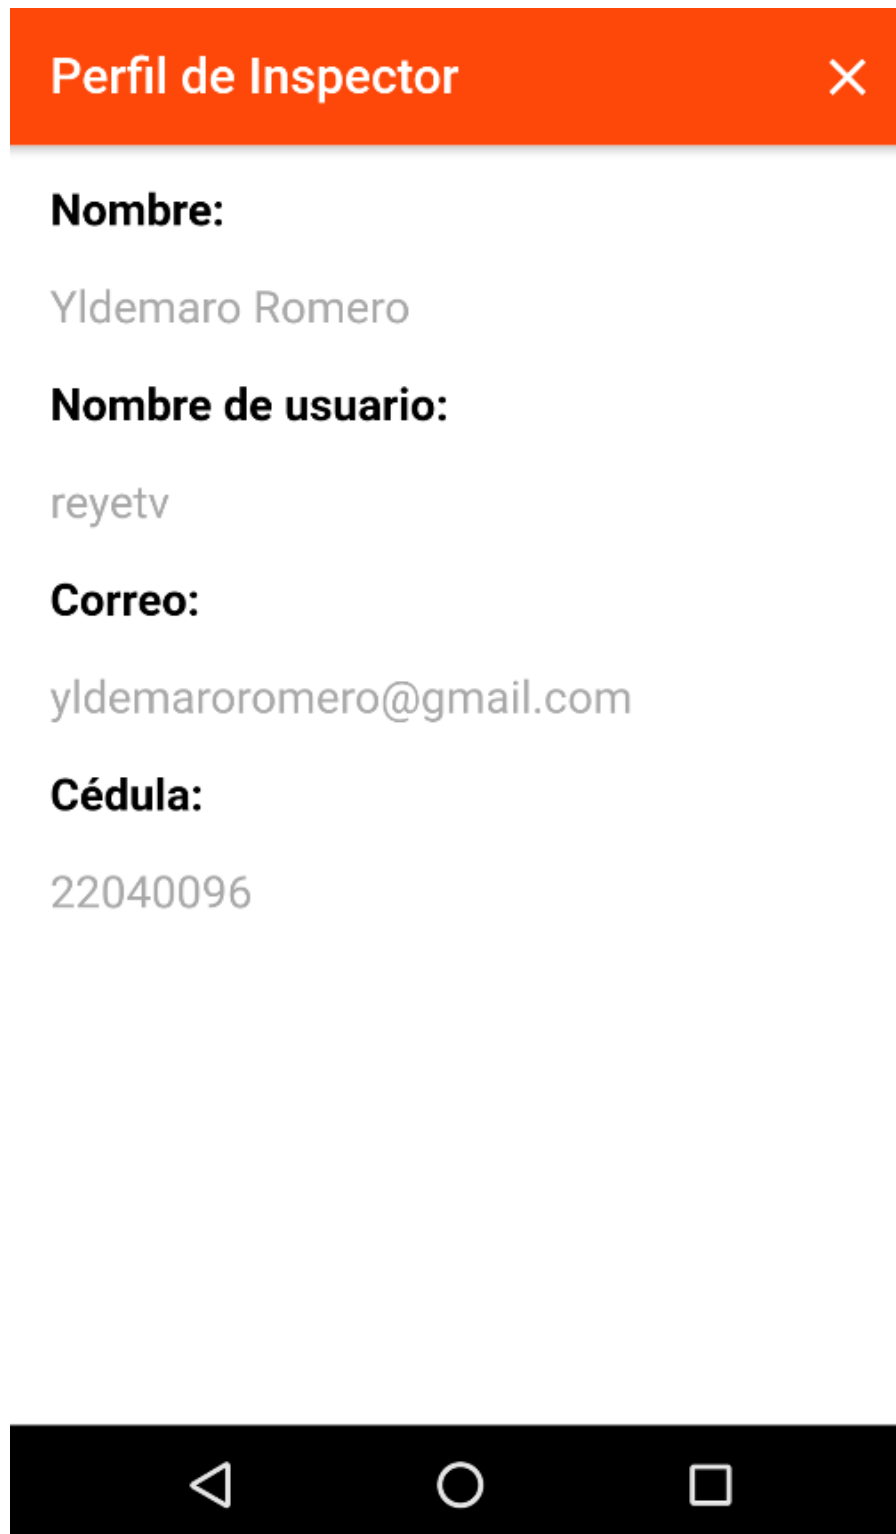 Perfil de Inspector
Nombre:
Yldemaro Romero
Nombre de usuario:
reyetv
Correo:
yldemaroromero@gmail.com
Cédula:
22040096